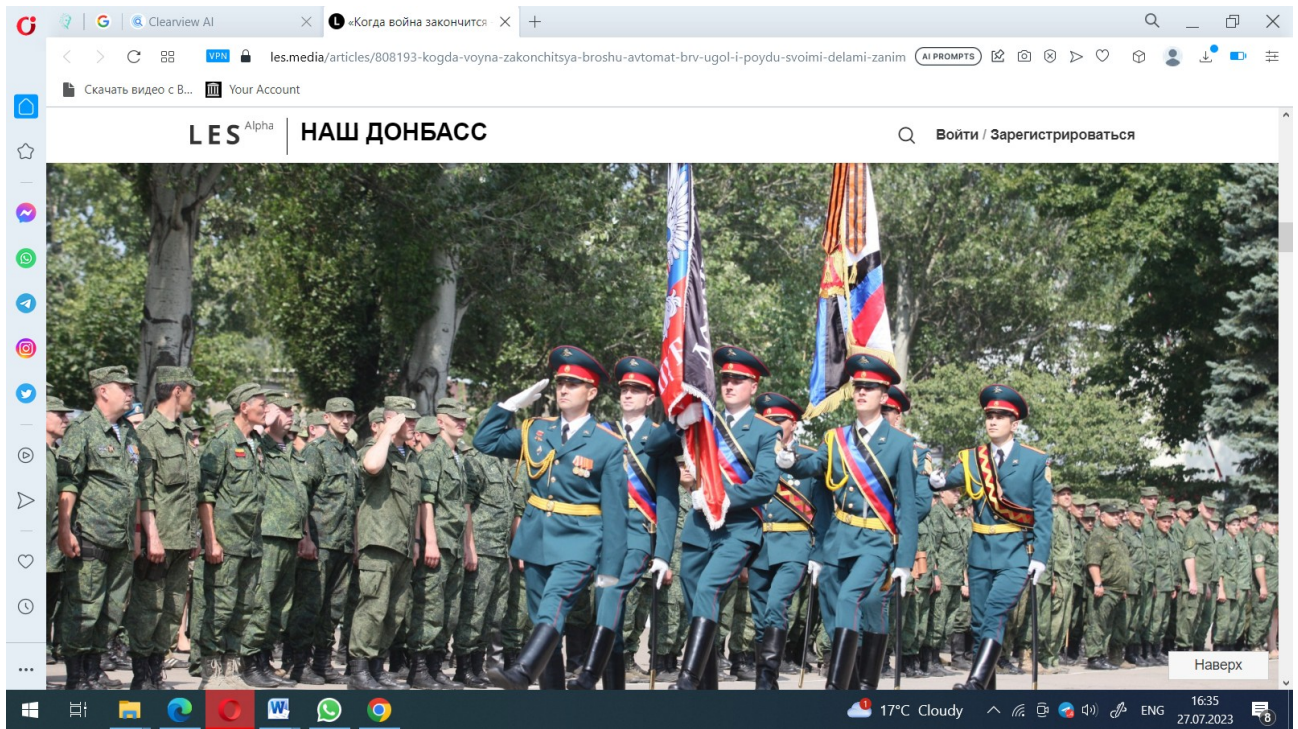 Clearview AI
«Когда война закончится
VPN
les.media/articles/808193-kogda-voyna-zakonchitsya-broshu-avtomat-brv-ugol-i-poydu-svoimi-delami-zanim
AI PROMPTS
Скачать видео с В...
Your Account
LES Alpha
НАШ ДОНБАСС
Войти / Зарегистрироваться
Наверх
1
17°C Cloudy
ENG
16:35
27.07.2023
8